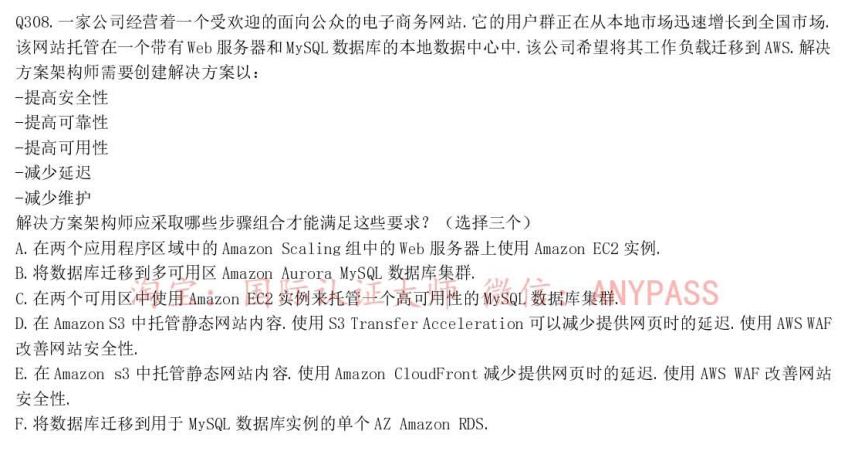 Q308. 一家公司经营着一个受欢迎的面向公众的电子商务网站. 它的用户群正在从本地市场迅速增长到全国市场.
该网站托管在一个带有 Web 服务器和 MySQL 数据库的本地数据中心中. 该公司希望将其工作负载迁移到 AWS. 解决
方案架构师需要创建解决方案以：
-提高安全性
-提高可靠性
-提高可用性
-减少延迟
-减少维护
解决方案架构师应采取哪些步骤组合才能满足这些要求？（选择三个）
A. 在两个应用程序区域中的 Amazon Scaling 组中的 Web 服务器上使用 Amazon EC2 实例.
B. 将数据库迁移到多可用区 Amazon Aurora MySQL 数据库集群.
C. 在两个可用区中使用 Amazon EC2 实例来托管一个高可用性的 MySQL 数据库集群.
淘宝：国际认证大师 微信：ANYPASS
D. 在 Amazon S3 中托管静态网站内容. 使用 S3 Transfer Acceleration 可以减少提供网页时的延迟. 使用 AWS WAF
改善网站安全性.
E. 在 Amazon s3 中托管静态网站内容. 使用 Amazon CloudFront 减少提供网页时的延迟. 使用 AWS WAF 改善网站
安全性.
F. 将数据库迁移到用于 MySQL 数据库实例的单个 AZ Amazon RDS.